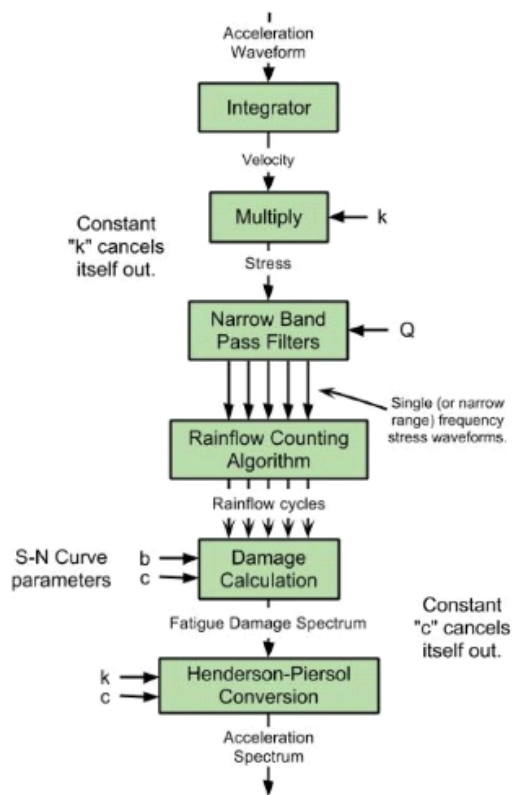 Acceleration
Waveform
Integrator
Velocity
Multiply
k
Constant
"k" cancels
itself out.
Stress
Narrow Band
Pass Filters
Q
Single (or narrow
range) frequency
stress waveforms.
Rainflow Counting
Algorithm
Rainflow cycles
S-N Curve
parameters
b
c
Damage
Calculation
Fatigue Damage Spectrum
Constant
"c" cancels
itself out.
k
c
Henderson-Piersol
Conversion
Acceleration
Spectrum